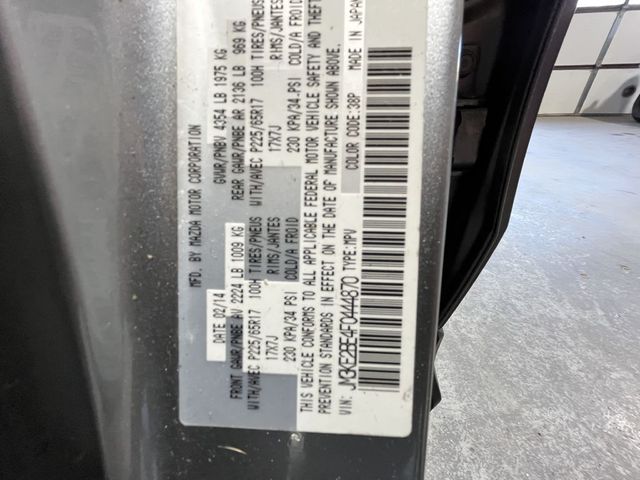 MFD. BY MAZDA MOTOR CORPORATION
DATE 02/14 GVWR/PNBV 4354 LB 1975 KG
FRONT GAWR/PNBE AV 2224 LB 1009 KG REAR GAWR/PNBE AR 2136 LB 969 KG
WITH/AVEC P225/65R17 100H TIRES/PNEUS WITH/AVEC P225/65R17 100H TIRES/PNEUS
17X7J RIMS/JANTES 17X7J RIMS/JANTES
230 KPA/34 PSI COLD/A FROID 230 KPA/34 PSI COLD/A FROID
THIS VEHICLE CONFORMS TO ALL APPLICABLE FEDERAL MOTOR VEHICLE SAFETY AND THEFT
PREVENTION STANDARDS IN EFFECT ON THE DATE OF MANUFACTURE SHOWN ABOVE.
COLOR CODE:38P MADE IN JAPAN
VIN: JM3KE2BE4F0444870 TYPE:MPV